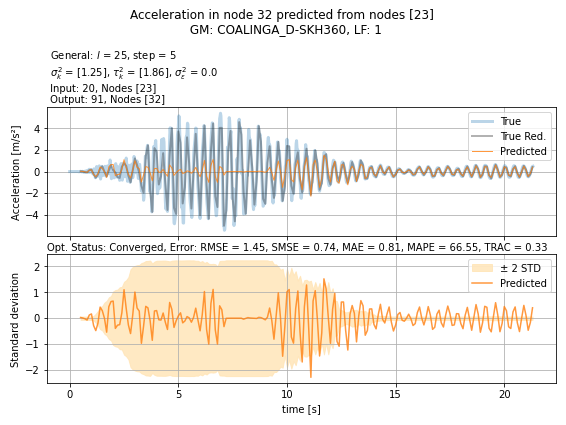 Acceleration in node 32 predicted from nodes [23]
GM: COALINGA_D-SKH360, LF: 1
General: l = 25, step = 5
σ²ₖ = [1.25], τ²ₖ = [1.86], σ²ε = 0.0
Input: 20, Nodes [23]
Output: 91, Nodes [32]
Acceleration [m/s²]
4
2
0
−2
−4
True
True Red.
Predicted
Opt. Status: Converged, Error: RMSE = 1.45, SMSE = 0.74, MAE = 0.81, MAPE = 66.55, TRAC = 0.33
Standard deviation
2
1
0
−1
−2
± 2 STD
Predicted
0 5 10 15 20
time [s]